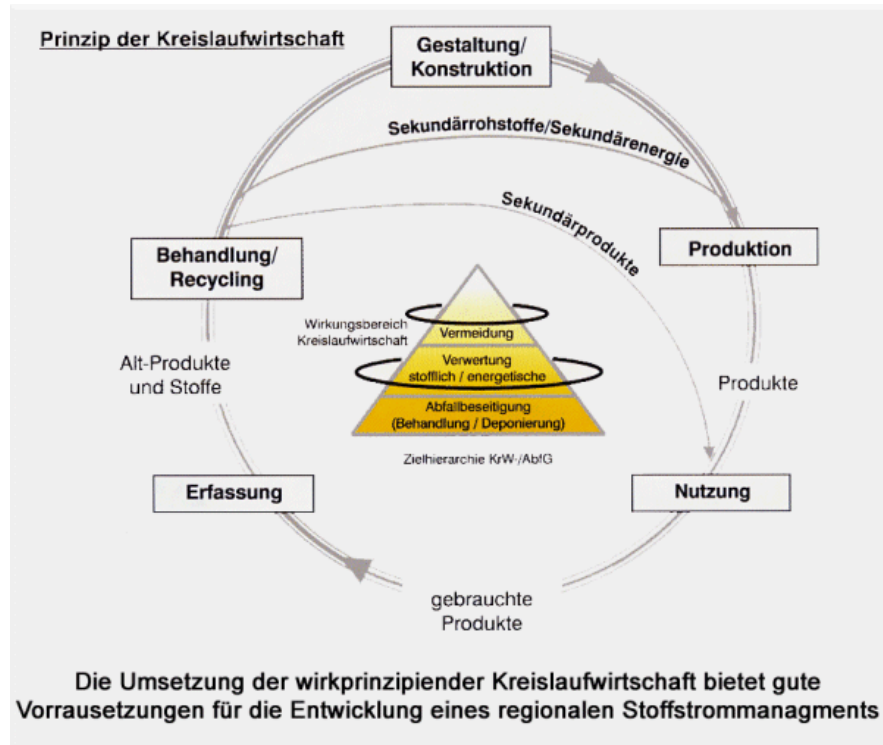 Prinzip der Kreislaufwirtschaft
Gestaltung/
Konstruktion
Sekundärrohstoffe/Sekundärenergie
Sekundärprodukte
Behandlung/
Recycling
Produktion
Wirkungsbereich
Kreislaufwirtschaft
Vermeidung
Verwertung
stofflich / energetische
Abfallbeseitigung
(Behandlung / Deponierung)
Zielhierarchie KrW-/AbfG
Alt-Produkte
und Stoffe
Produkte
Erfassung
Nutzung
gebrauchte
Produkte
Die Umsetzung der wirkprinzipiender Kreislaufwirtschaft bietet gute
Vorrausetzungen für die Entwicklung eines regionalen Stoffstrommanagments